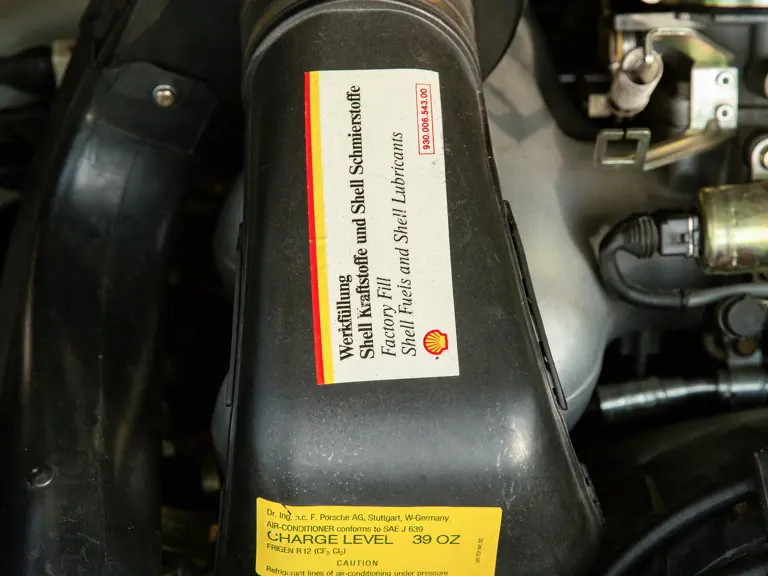 Werkfüllung
Shell Kraftstoffe und Shell Schmierstoffe
Factory Fill
Shell Fuels and Shell Lubricants
930.006.543.00
Dr. Ing. h.c. F. Porsche AG, Stuttgart, W-Germany
AIR-CONDITIONER conforms to SAE J 639
CHARGE LEVEL 39 OZ
FRIGEN R 12 (CF₂ Cl₂)
CAUTION
Refrigerant lines of air-conditioning under pressure